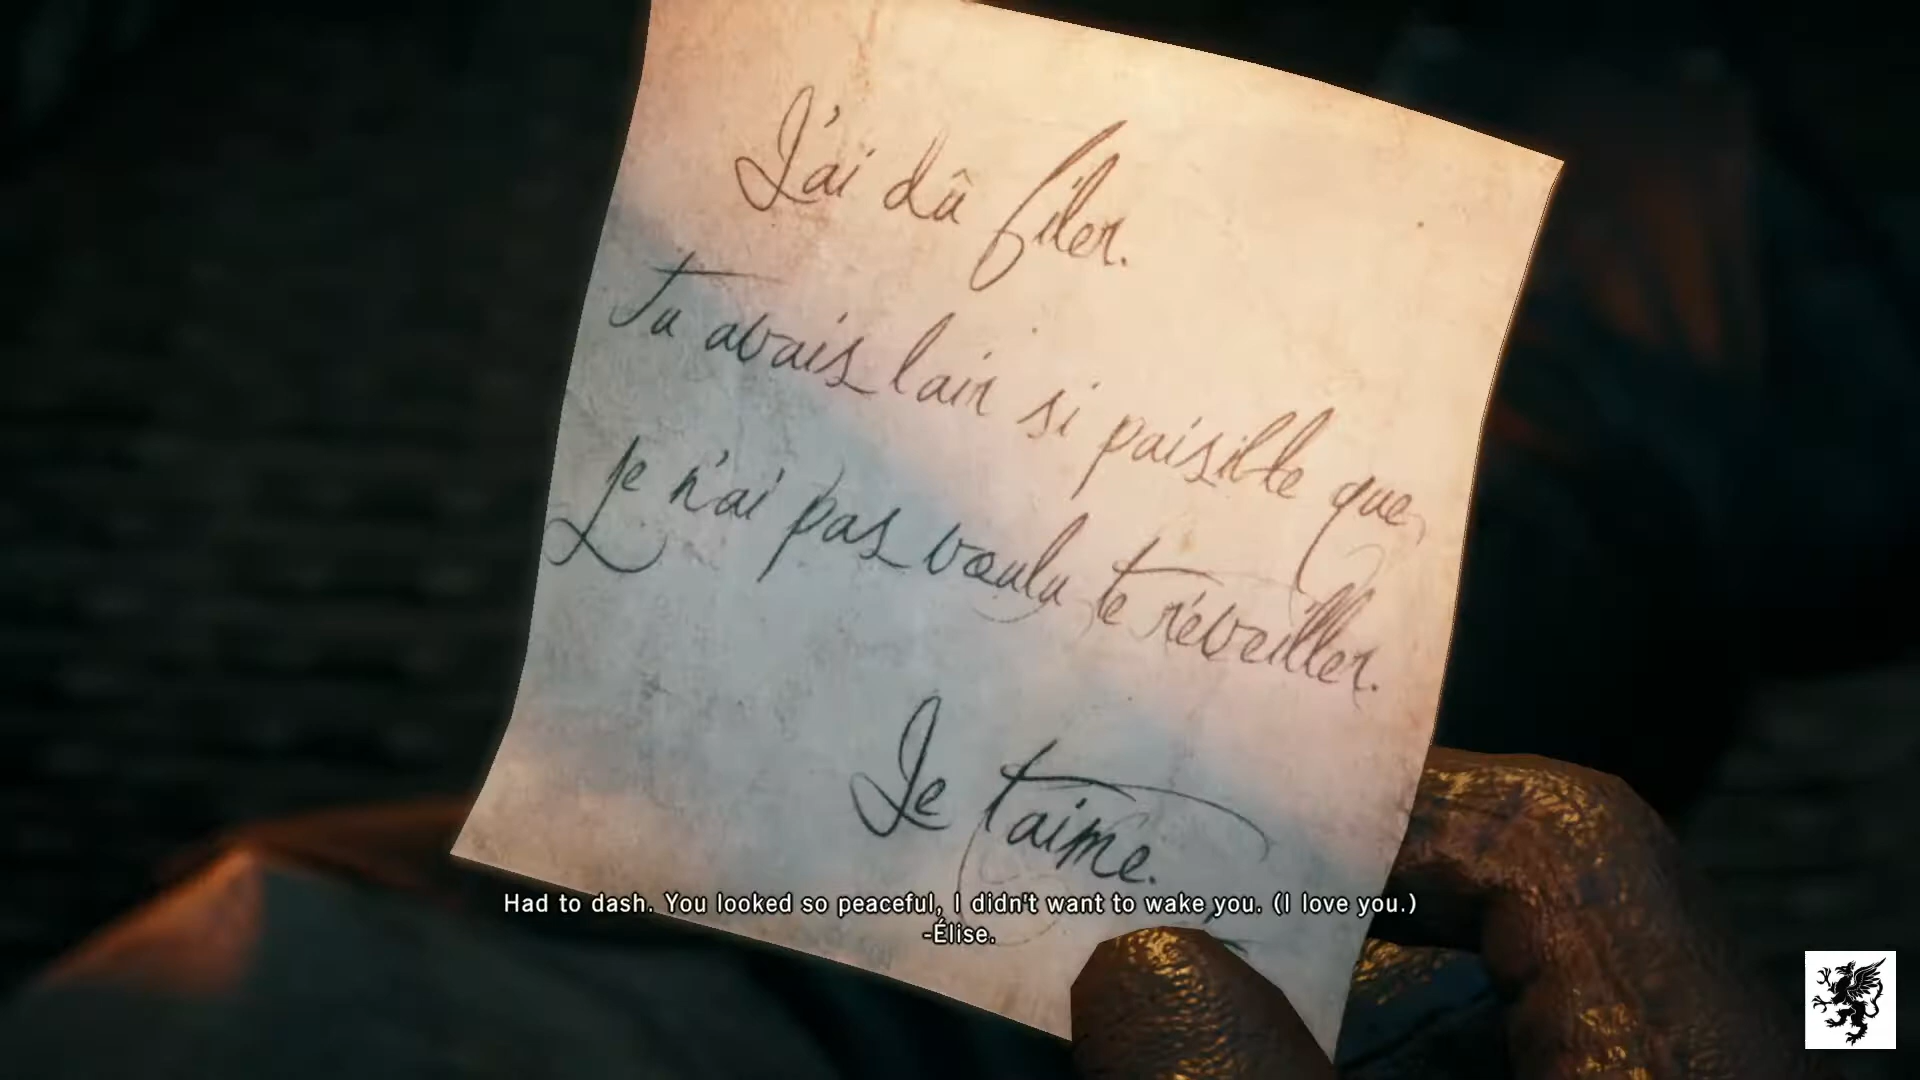 J'ai dû filer.
Tu avais l'air si paisible que
je n'ai pas voulu te réveiller.
Je t'aime.
Had to dash. You looked so peaceful, I didn't want to wake you. (I love you.)
-Élise.